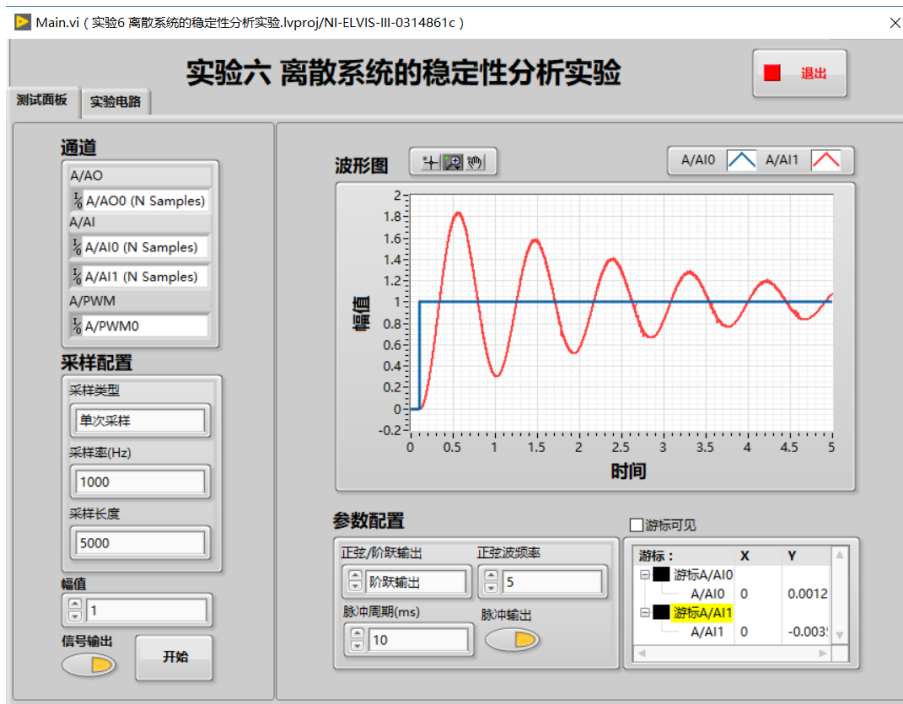 Main.vi（实验6 离散系统的稳定性分析实验.lvproj/NI-ELVIS-III-0314861c）
实验六 离散系统的稳定性分析实验
退出
测试面板
实验电路
通道
A/AO
A/AO0 (N Samples)
A/AI
A/AI0 (N Samples)
A/AI1 (N Samples)
A/PWM
A/PWM0
采样配置
采样类型
单次采样
采样率(Hz)
1000
采样长度
5000
幅值
1
信号输出
开始
波形图
A/AI0
A/AI1
幅值
2
1.8
1.6
1.4
1.2
1
0.8
0.6
0.4
0.2
0
-0.2
0 0.5 1 1.5 2 2.5 3 3.5 4 4.5 5
时间
参数配置
正弦/阶跃输出
正弦波频率
阶跃输出
5
脉冲周期(ms)
脉冲输出
10
游标可见
游标： X Y
游标A/AI0
A/AI0 0 0.0012
游标A/AI1
A/AI1 0 -0.003